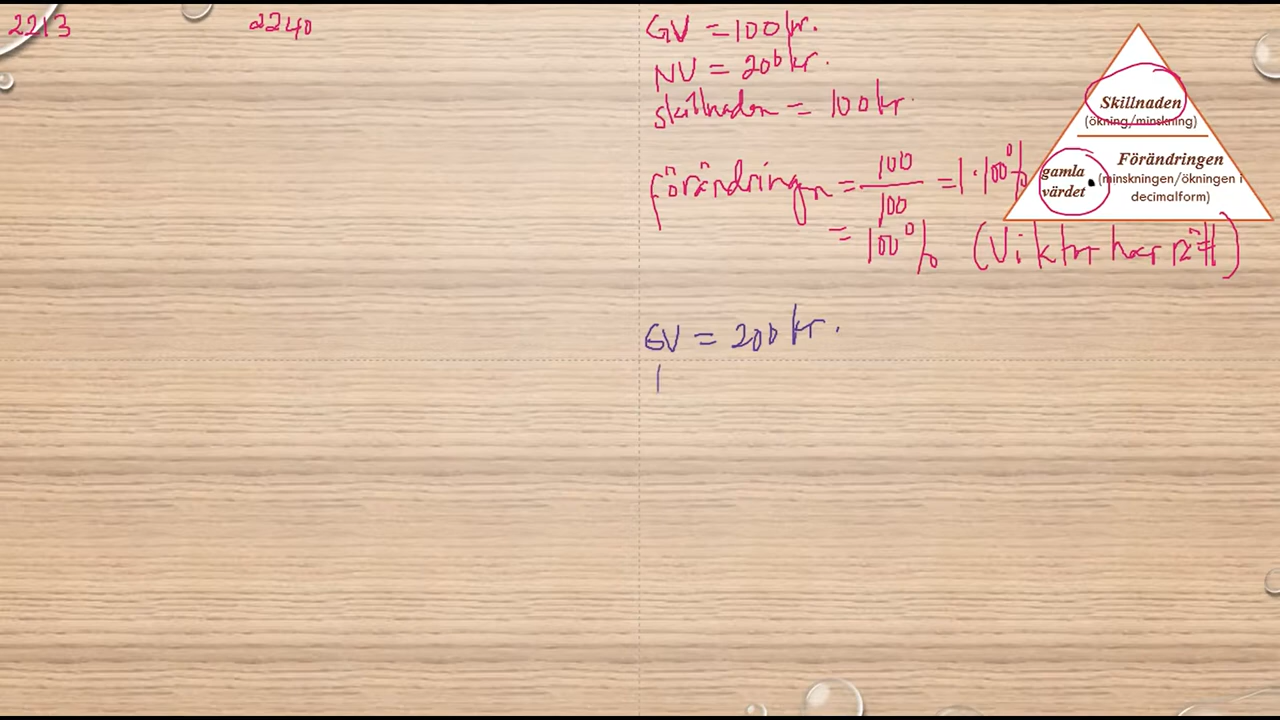 2213
2240
GV = 100 kr.
NV = 200 kr.
skillnaden = 100 kr.
förändringen = 100/100 = 1·100%
= 100% (Viktor har rätt)
Skillnaden
(ökning/minskning)
gamla värdet
Förändringen
(minskningen/ökningen i
decimalform)
GV = 200 kr.